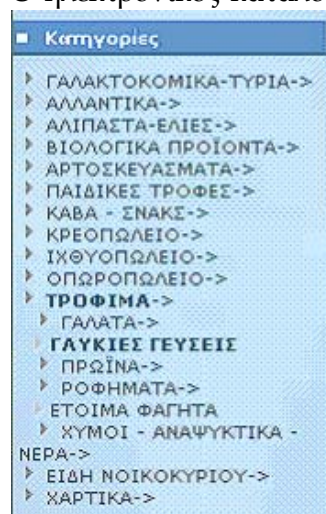 Κατηγορίες
ΓΑΛΑΚΤΟΚΟΜΙΚΑ-ΤΥΡΙΑ->
ΑΛΛΑΝΤΙΚΑ->
ΑΛΙΠΑΣΤΑ-ΕΛΙΕΣ->
ΒΙΟΛΟΓΙΚΑ ΠΡΟΪΟΝΤΑ->
ΑΡΤΟΣΚΕΥΑΣΜΑΤΑ->
ΠΑΙΔΙΚΕΣ ΤΡΟΦΕΣ->
ΚΑΒΑ - ΣΝΑΚΣ->
ΚΡΕΟΠΩΛΕΙΟ->
ΙΧΘΥΟΠΩΛΕΙΟ->
ΟΠΩΡΟΠΩΛΕΙΟ->
ΤΡΟΦΙΜΑ->
ΓΑΛΑΤΑ->
ΓΛΥΚΙΕΣ ΓΕΥΣΕΙΣ
ΠΡΩΪΝΑ->
ΡΟΦΗΜΑΤΑ->
ΕΤΟΙΜΑ ΦΑΓΗΤΑ
ΧΥΜΟΙ - ΑΝΑΨΥΚΤΙΚΑ -
ΝΕΡΑ->
ΕΙΔΗ ΝΟΙΚΟΚΥΡΙΟΥ->
ΧΑΡΤΙΚΑ->